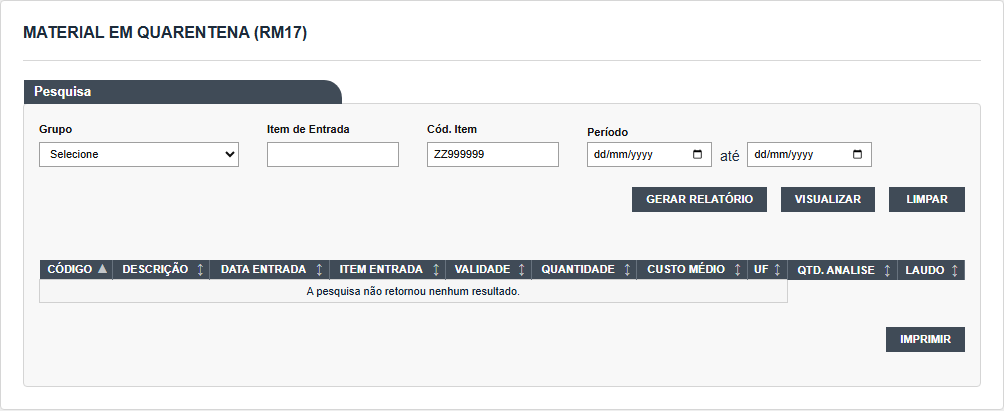 MATERIAL EM QUARENTENA (RM17)
Pesquisa
Grupo Item de Entrada Cód. Item Período
Selecione ZZ999999 dd/mm/yyyy até dd/mm/yyyy
GERAR RELATÓRIO VISUALIZAR LIMPAR
CÓDIGO DESCRIÇÃO DATA ENTRADA ITEM ENTRADA VALIDADE QUANTIDADE CUSTO MÉDIO UF QTD. ANALISE LAUDO
A pesquisa não retornou nenhum resultado.
IMPRIMIR